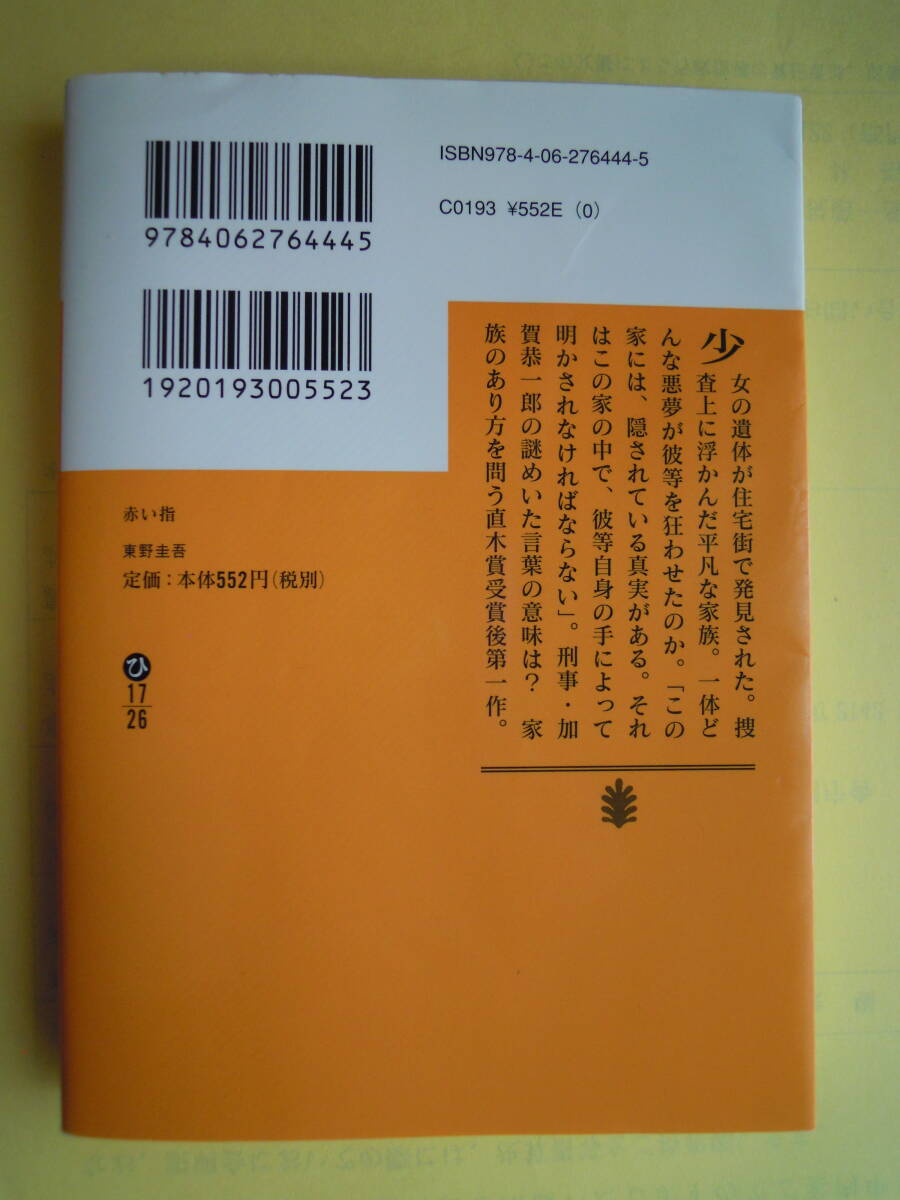 ISBN978-4-06-276444-5
C0193 ¥552E (0)
9784062764445
1920193005523
少女の遺体が住宅街で発見された。捜
査上に浮かんだ平凡な家族。一体ど
んな悪夢が彼等を狂わせたのか。「この
家には、隠されている真実がある。それ
はこの家の中で、彼等自身の手によって
明かされなければならない」。刑事・加
賀恭一郎の謎めいた言葉の意味は? 家
族のあり方を問う直木賞受賞後第一作。
赤い指
東野圭吾
定価:本体552円(税別)
ひ
17
26